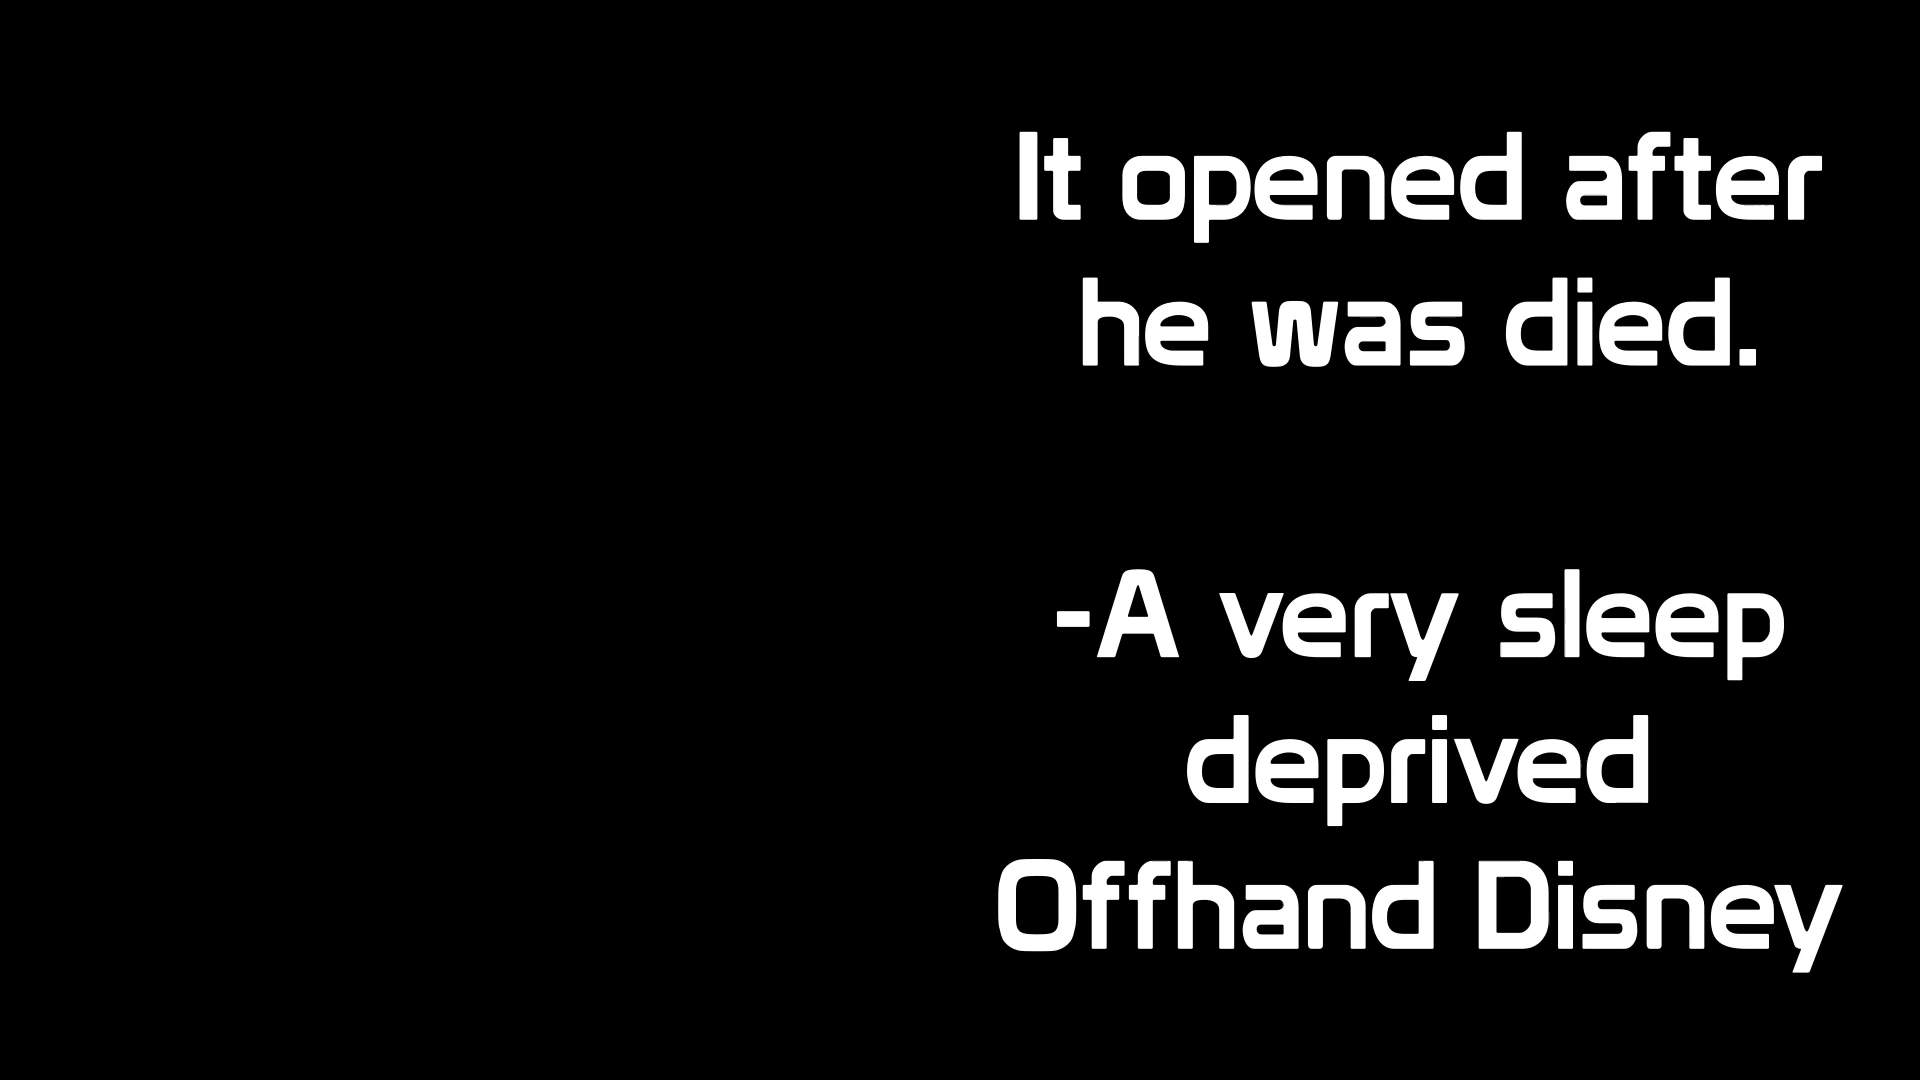 It opened after
he was died.
-A very sleep
deprived
Offhand Disney